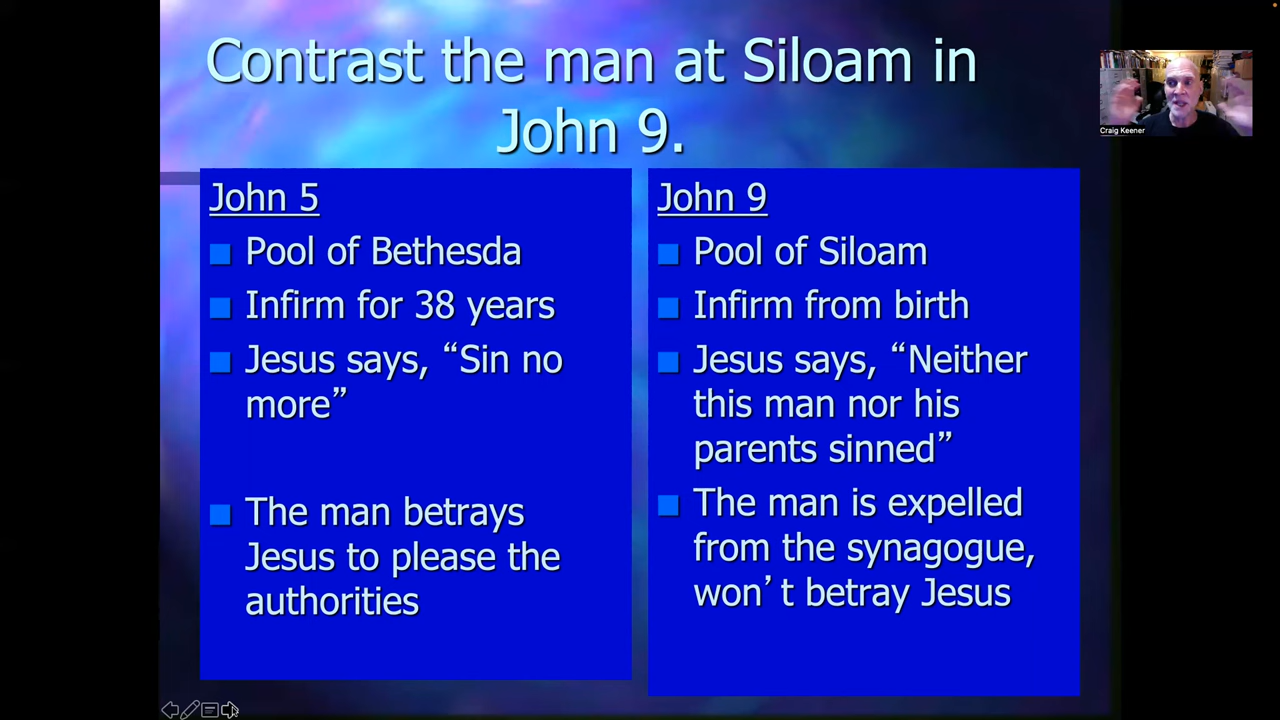 Contrast the man at Siloam in
John 9.
John 5
Pool of Bethesda
Infirm for 38 years
Jesus says, “Sin no
more”
The man betrays
Jesus to please the
authorities
John 9
Pool of Siloam
Infirm from birth
Jesus says, “Neither
this man nor his
parents sinned”
The man is expelled
from the synagogue,
won’t betray Jesus
Craig Keener